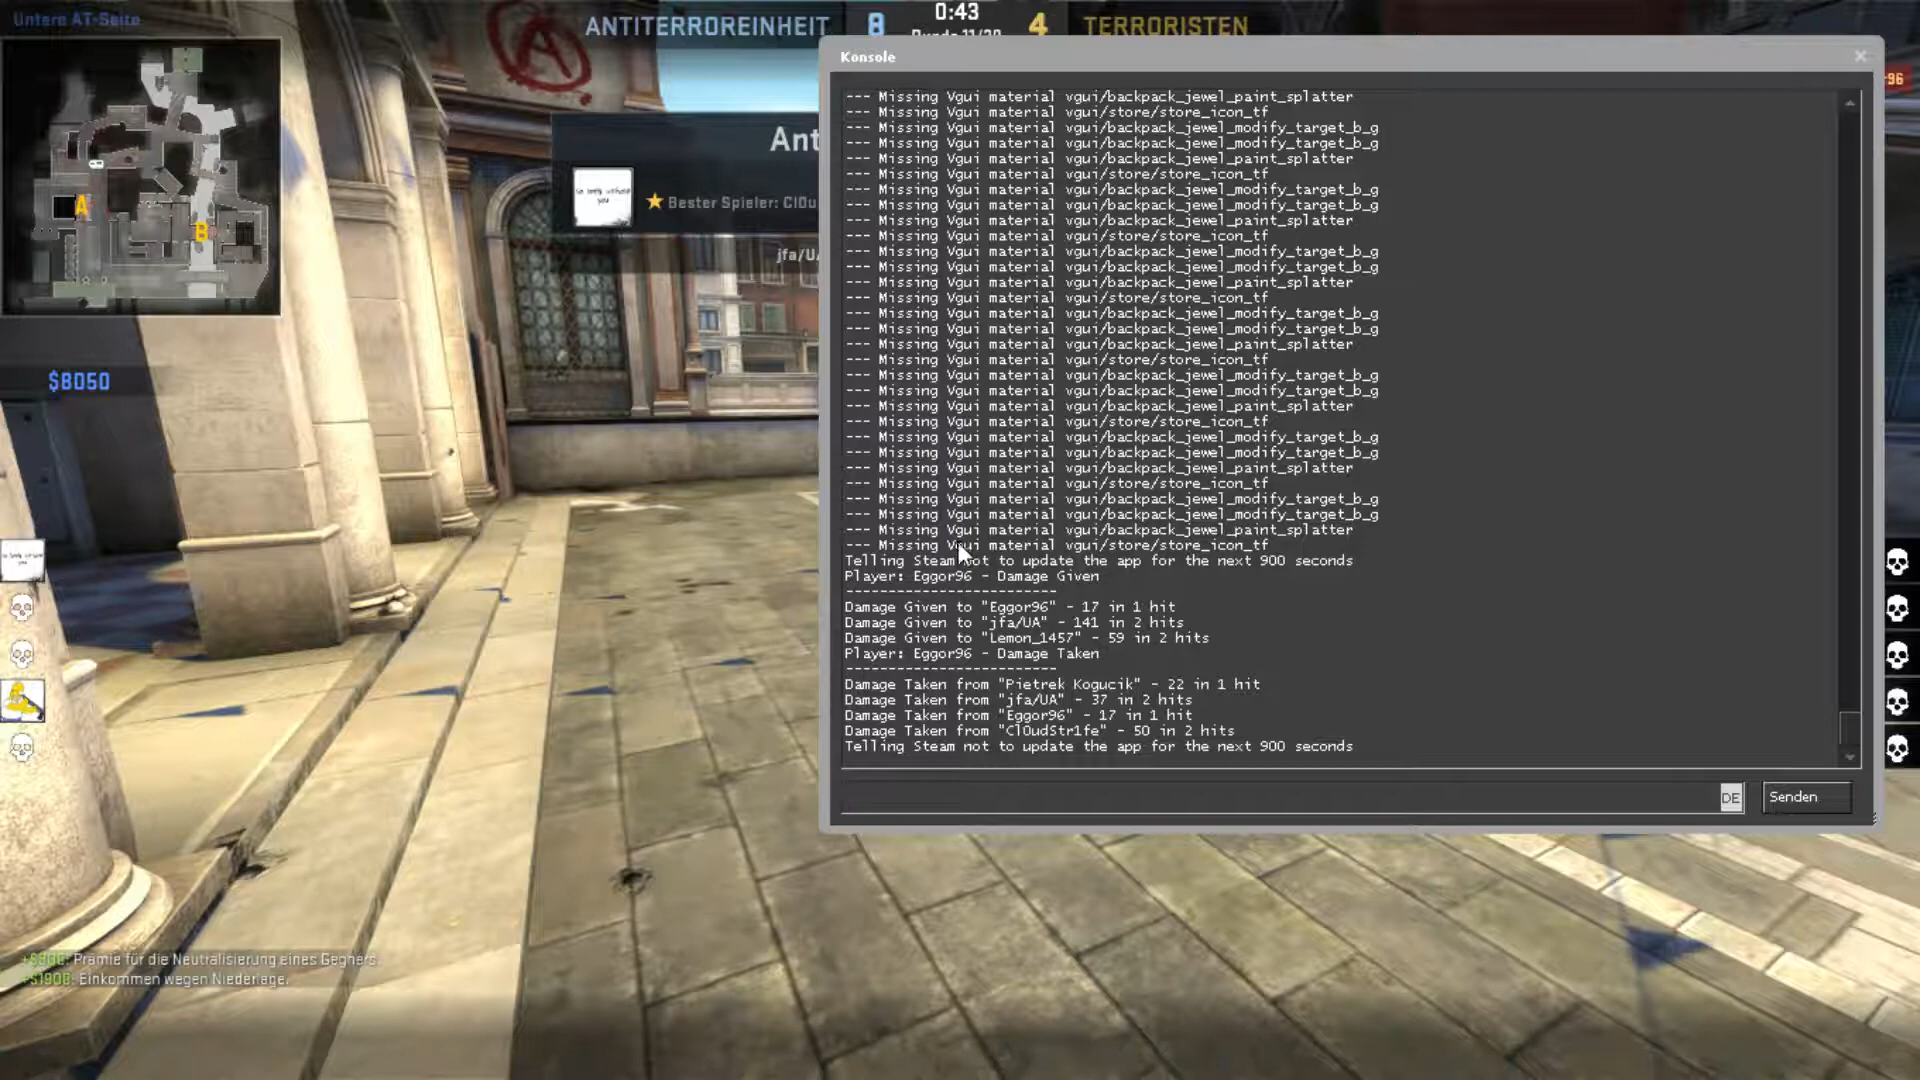 Untere AT-Seite
ANTITERROREINHEIT 8 0:43 4 TERRORISTEN
Konsole
96
--- Missing Vgui material vgui/backpack_jewel_paint_splatter
--- Missing Vgui material vgui/store/store_icon_tf
--- Missing Vgui material vgui/backpack_jewel_modify_target_b_g
--- Missing Vgui material vgui/backpack_jewel_modify_target_b_g
--- Missing Vgui material vgui/backpack_jewel_paint_splatter
--- Missing Vgui material vgui/store/store_icon_tf
--- Missing Vgui material vgui/backpack_jewel_modify_target_b_g
--- Missing Vgui material vgui/backpack_jewel_modify_target_b_g
--- Missing Vgui material vgui/backpack_jewel_paint_splatter
--- Missing Vgui material vgui/store/store_icon_tf
--- Missing Vgui material vgui/backpack_jewel_modify_target_b_g
--- Missing Vgui material vgui/backpack_jewel_modify_target_b_g
--- Missing Vgui material vgui/backpack_jewel_paint_splatter
--- Missing Vgui material vgui/store/store_icon_tf
--- Missing Vgui material vgui/backpack_jewel_modify_target_b_g
--- Missing Vgui material vgui/backpack_jewel_modify_target_b_g
--- Missing Vgui material vgui/backpack_jewel_paint_splatter
--- Missing Vgui material vgui/store/store_icon_tf
--- Missing Vgui material vgui/backpack_jewel_modify_target_b_g
--- Missing Vgui material vgui/backpack_jewel_modify_target_b_g
--- Missing Vgui material vgui/backpack_jewel_paint_splatter
--- Missing Vgui material vgui/store/store_icon_tf
--- Missing Vgui material vgui/backpack_jewel_modify_target_b_g
--- Missing Vgui material vgui/backpack_jewel_modify_target_b_g
--- Missing Vgui material vgui/backpack_jewel_paint_splatter
--- Missing Vgui material vgui/store/store_icon_tf
--- Missing Vgui material vgui/backpack_jewel_modify_target_b_g
--- Missing Vgui material vgui/backpack_jewel_modify_target_b_g
--- Missing Vgui material vgui/backpack_jewel_paint_splatter
--- Missing Vgui material vgui/store/store_icon_tf
Telling Steam not to update the app for the next 900 seconds
Player: Eggor96 - Damage Given
-------------------------
Damage Given to "Eggor96" - 17 in 1 hit
Damage Given to "jfa/UA" - 141 in 2 hits
Damage Given to "Lemon_1457" - 59 in 2 hits
Player: Eggor96 - Damage Taken
-------------------------
Damage Taken from "Pietrek Kogucik" - 22 in 1 hit
Damage Taken from "jfa/UA" - 37 in 2 hits
Damage Taken from "Eggor96" - 17 in 1 hit
Damage Taken from "Cl0udStr1fe" - 50 in 2 hits
Telling Steam not to update the app for the next 900 seconds
DE
Senden
A
Ant
Bester Spieler: Cl0u
jfa/U
A
B
$8050
: Prämie für die Neutralisierung eines Gegners.
: Einkommen wegen Niederlage.